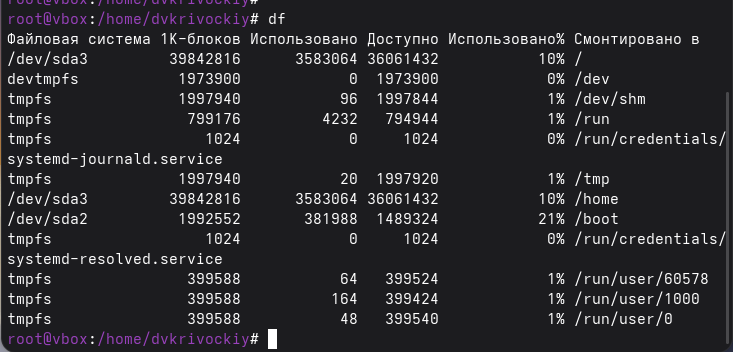 root@vbox:/home/dvkrivockiy#
root@vbox:/home/dvkrivockiy# df
Файловая система 1K-блоков Использовано Доступно Использовано% Смонтировано в
/dev/sda3 39842816 3583064 36061432 10% /
devtmpfs 1973900 0 1973900 0% /dev
tmpfs 1997940 96 1997844 1% /dev/shm
tmpfs 799176 4232 794944 1% /run
tmpfs 1024 0 1024 0% /run/credentials/
systemd-journald.service
tmpfs 1997940 20 1997920 1% /tmp
/dev/sda3 39842816 3583064 36061432 10% /home
/dev/sda2 1992552 381988 1489324 21% /boot
tmpfs 1024 0 1024 0% /run/credentials/
systemd-resolved.service
tmpfs 399588 64 399524 1% /run/user/60578
tmpfs 399588 164 399424 1% /run/user/1000
tmpfs 399588 48 399540 1% /run/user/0
root@vbox:/home/dvkrivockiy#